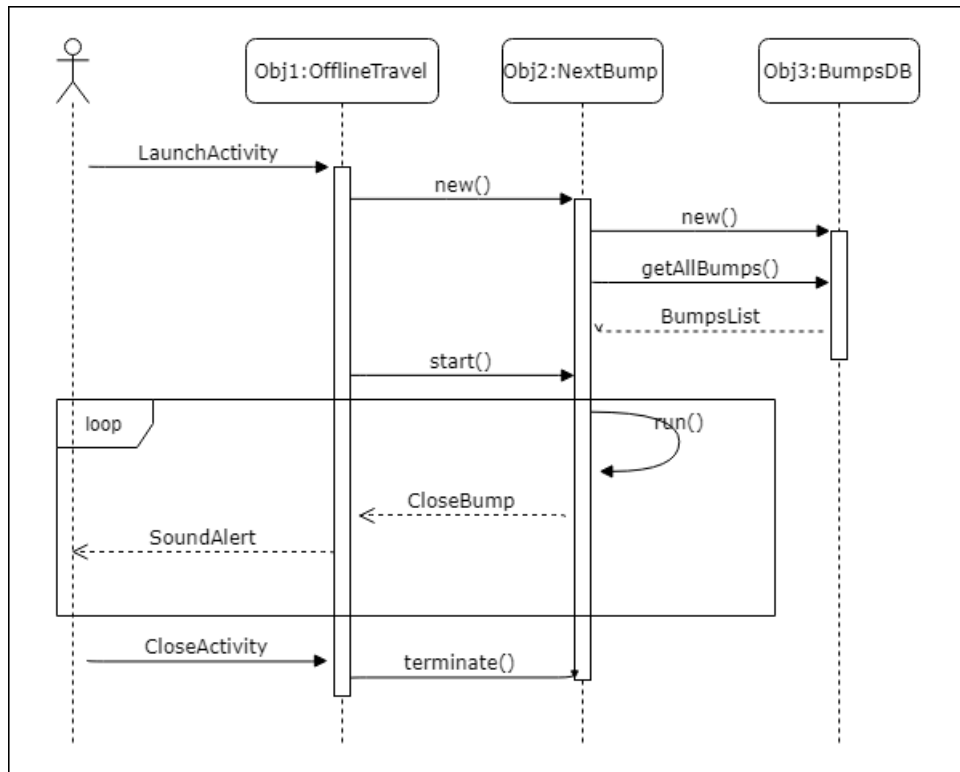 Obj1:OfflineTravel
Obj2:NextBump
Obj3:BumpsDB
LaunchActivity
new()
new()
getAllBumps()
BumpsList
start()
loop
run()
CloseBump
SoundAlert
CloseActivity
terminate()